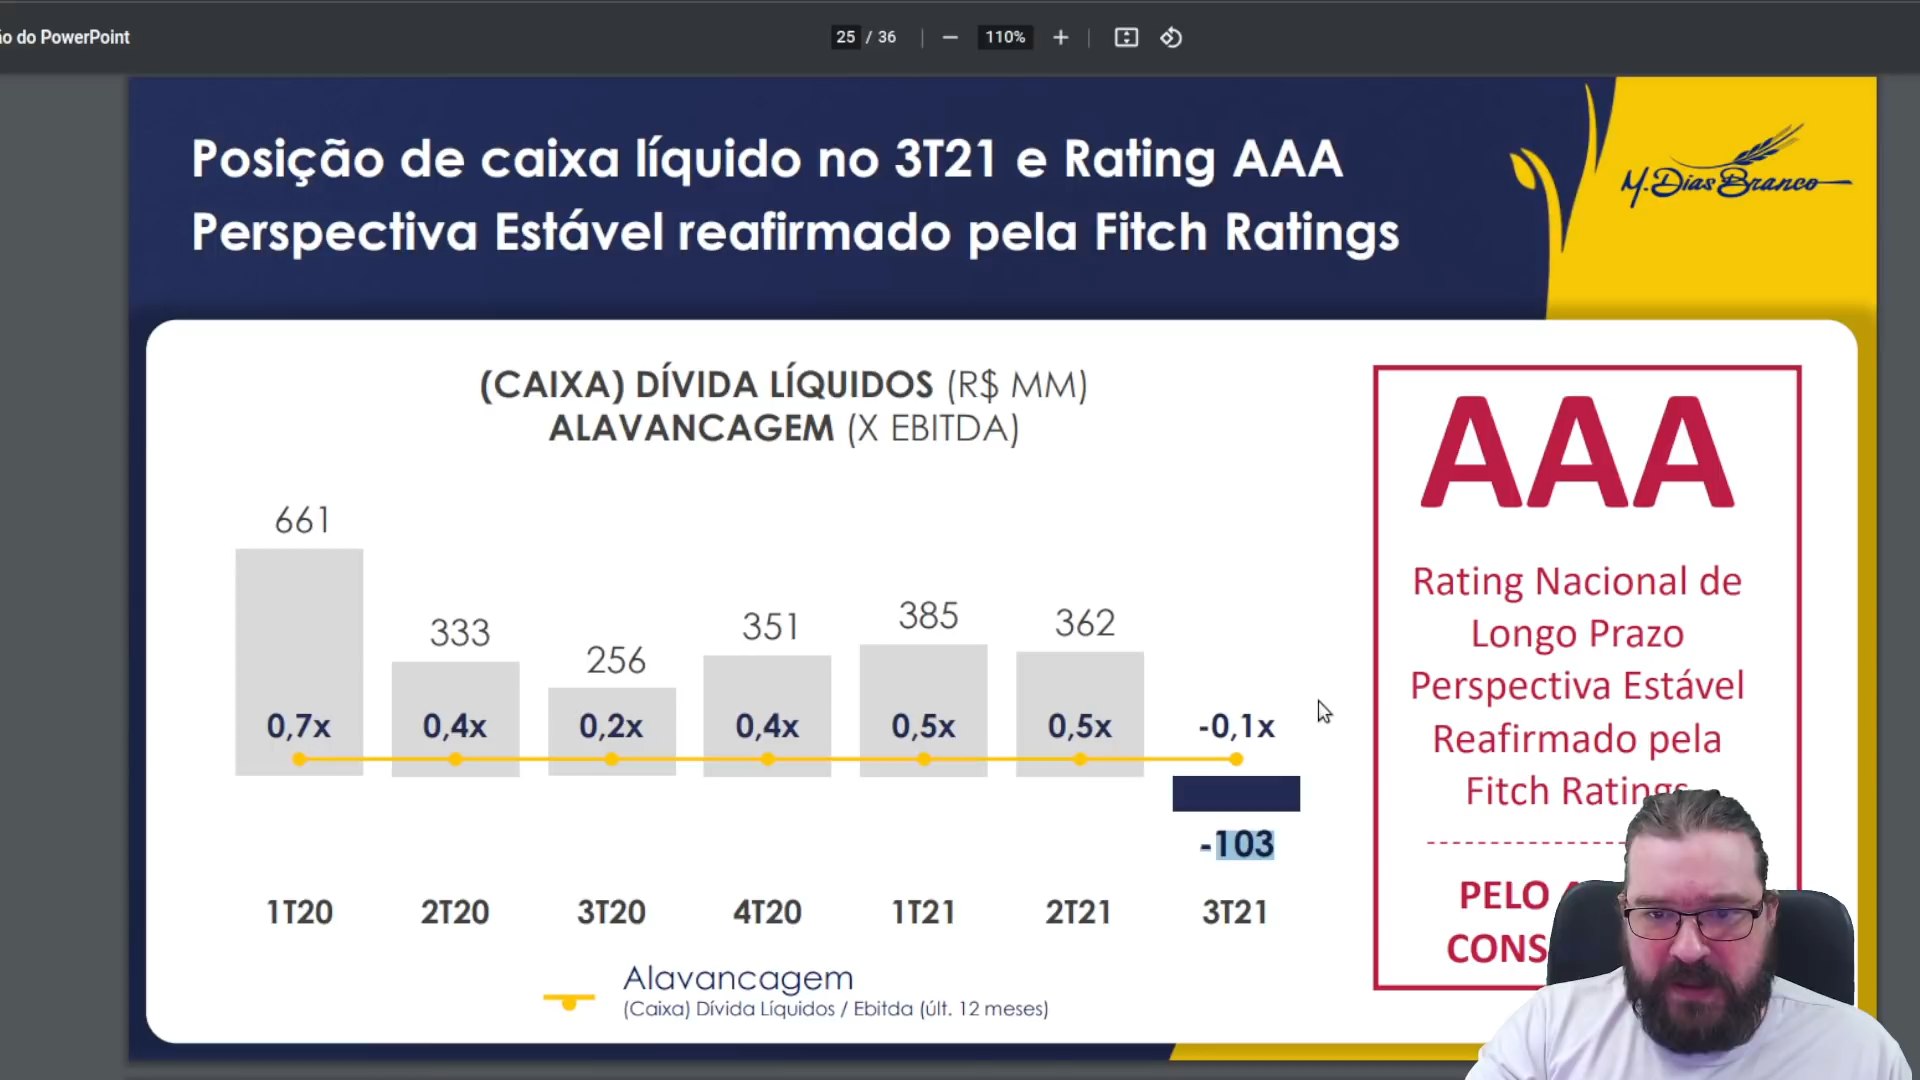 ão do PowerPoint
25 / 36
110%
Posição de caixa líquido no 3T21 e Rating AAA
Perspectiva Estável reafirmado pela Fitch Ratings
M. Dias Branco
(CAIXA) DÍVIDA LÍQUIDOS (R$ MM)
ALAVANCAGEM (X EBITDA)
661
333
256
351
385
362
0,7x
0,4x
0,2x
0,4x
0,5x
0,5x
-0,1x
-103
1T20
2T20
3T20
4T20
1T21
2T21
3T21
Alavancagem
(Caixa) Dívida Líquidos / Ebitda (últ. 12 meses)
AAA
Rating Nacional de
Longo Prazo
Perspectiva Estável
Reafirmado pela
Fitch Ratings
PELO
CONS